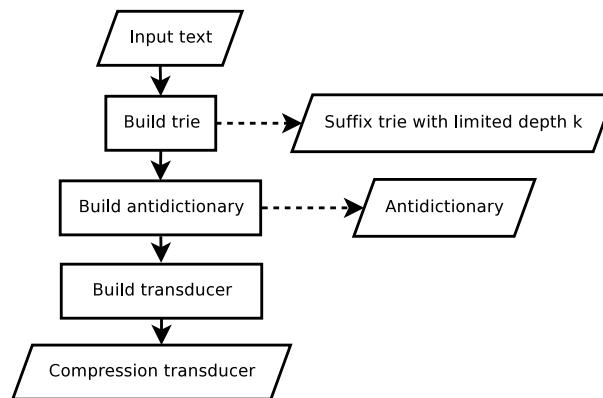 Input text
Build trie
Suffix trie with limited depth k
Build antidictionary
Antidictionary
Build transducer
Compression transducer